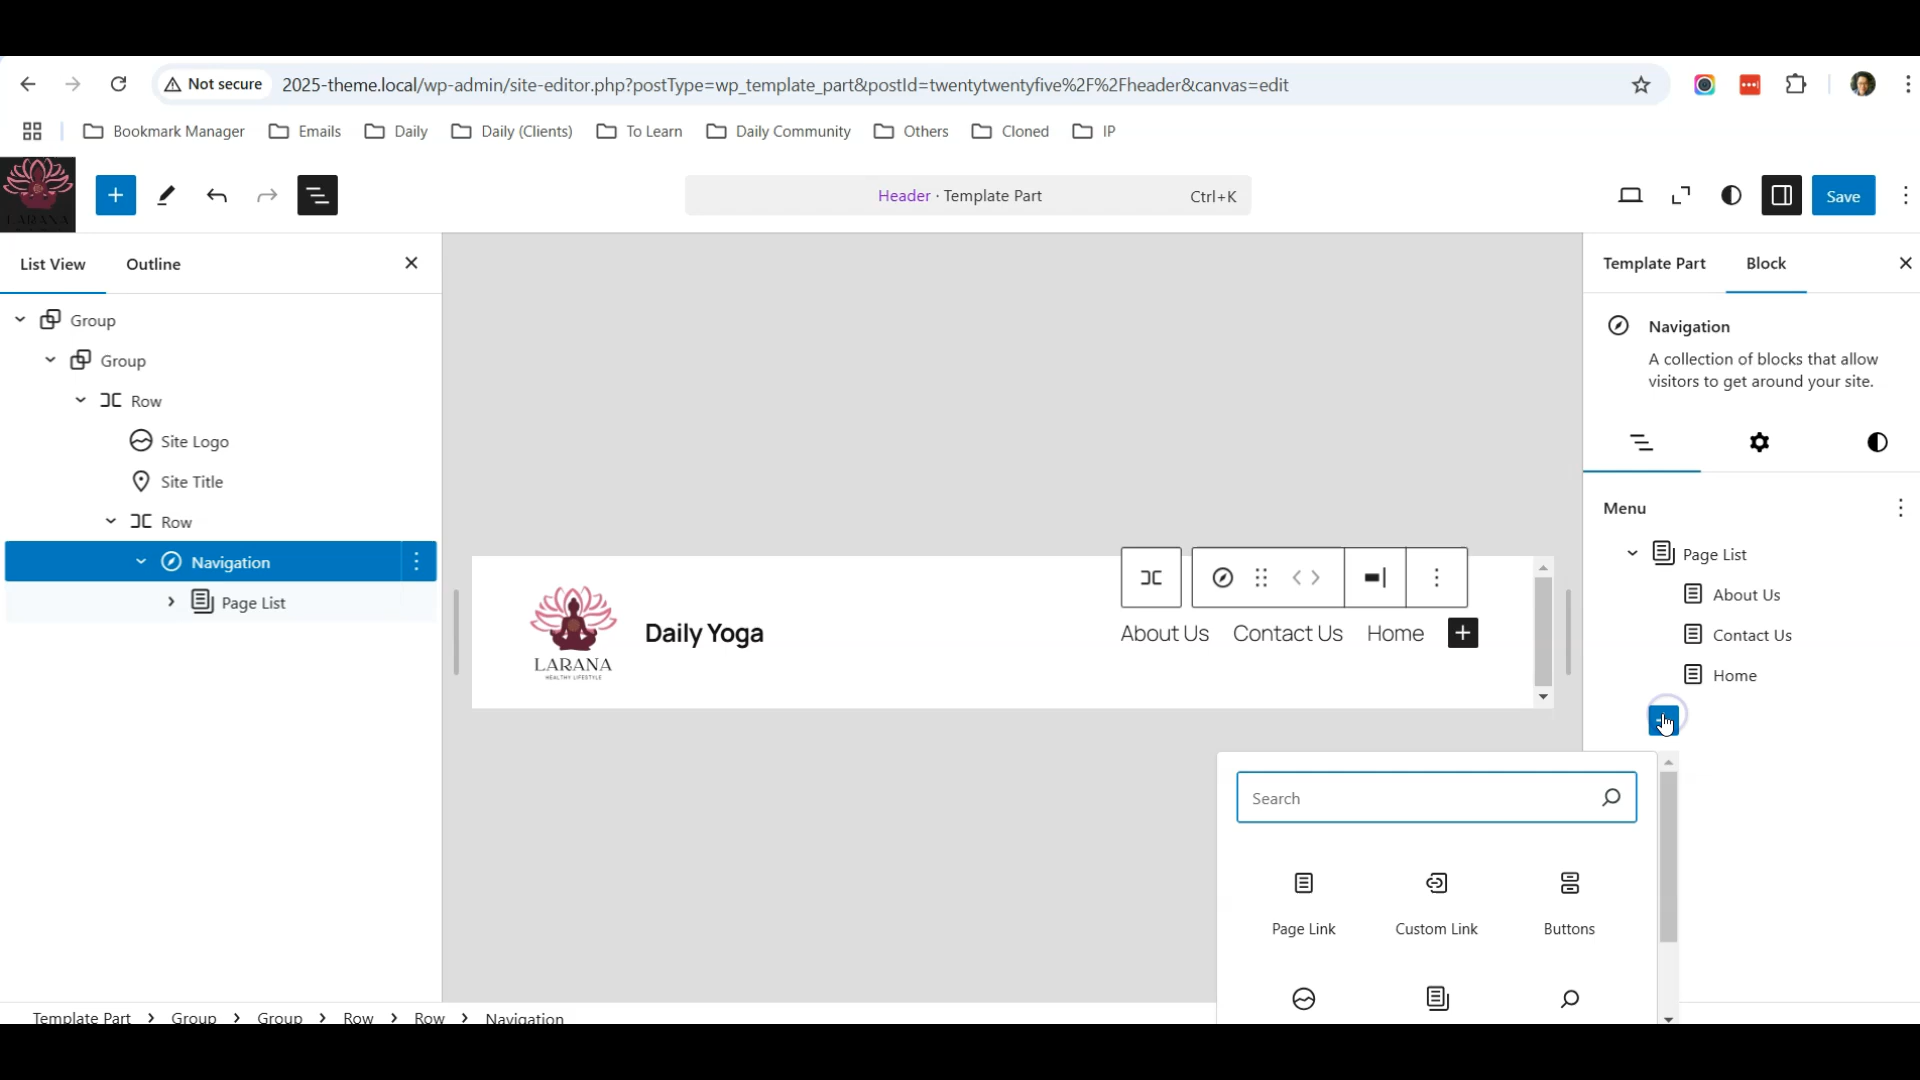 Not secure 2025-theme.local/wp-admin/site-editor.php?postType=wp_template_part&postId=twentytwentyfive%2F%2Fheader&canvas=edit
Bookmark Manager Emails Daily Daily (Clients) To Learn Daily Community Others Cloned IP
LARANA
Header · Template Part Ctrl+K
Save
List View Outline
Template Part Block
Group
Group
Row
Site Logo
Site Title
Row
Navigation
Page List
LARANA
HEALTHY LIFESTYLE
Daily Yoga
About Us Contact Us Home
Navigation
A collection of blocks that allow
visitors to get around your site.
Menu
Page List
About Us
Contact Us
Home
Search
Page Link Custom Link Buttons
Template Part > Group > Group > Row > Row > Navigation